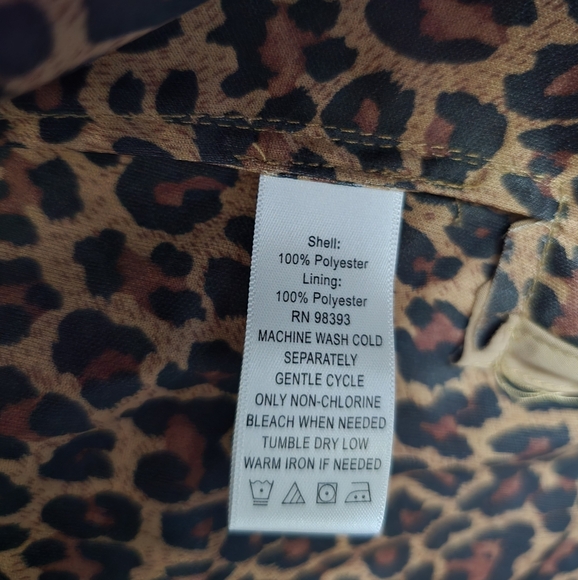 Shell:
100% Polyester
Lining:
100% Polyester
RN 98393
MACHINE WASH COLD
SEPARATELY
GENTLE CYCLE
ONLY NON-CHLORINE
BLEACH WHEN NEEDED
TUMBLE DRY LOW
WARM IRON IF NEEDED